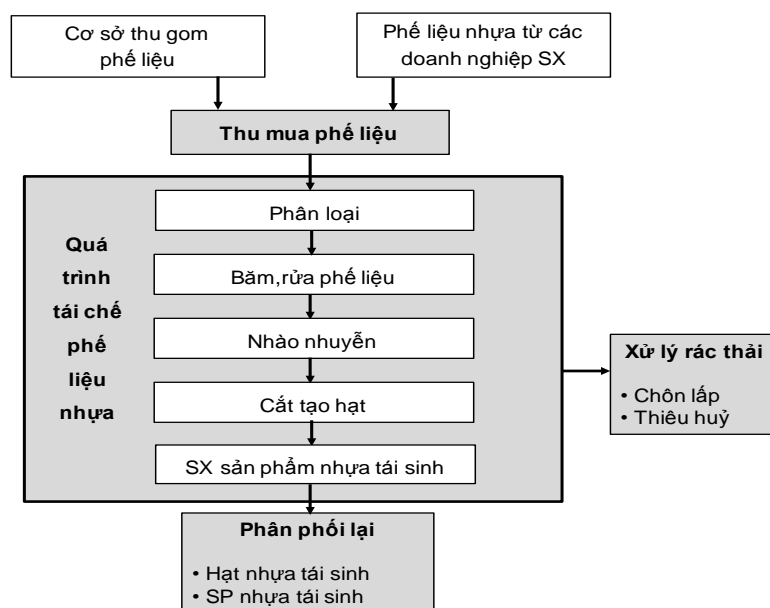 Cơ sở thu gom
phế liệu
Phế liệu nhựa từ các
doanh nghiệp SX
Thu mua phế liệu
Quá
trình
tái chế
phế
liệu
nhựa
Phân loại
Băm,rửa phế liệu
Nhào nhuyễn
Cắt tạo hạt
SX sản phẩm nhựa tái sinh
Xử lý rác thải
• Chôn lấp
• Thiêu huỷ
Phân phối lại
• Hạt nhựa tái sinh
• SP nhựa tái sinh